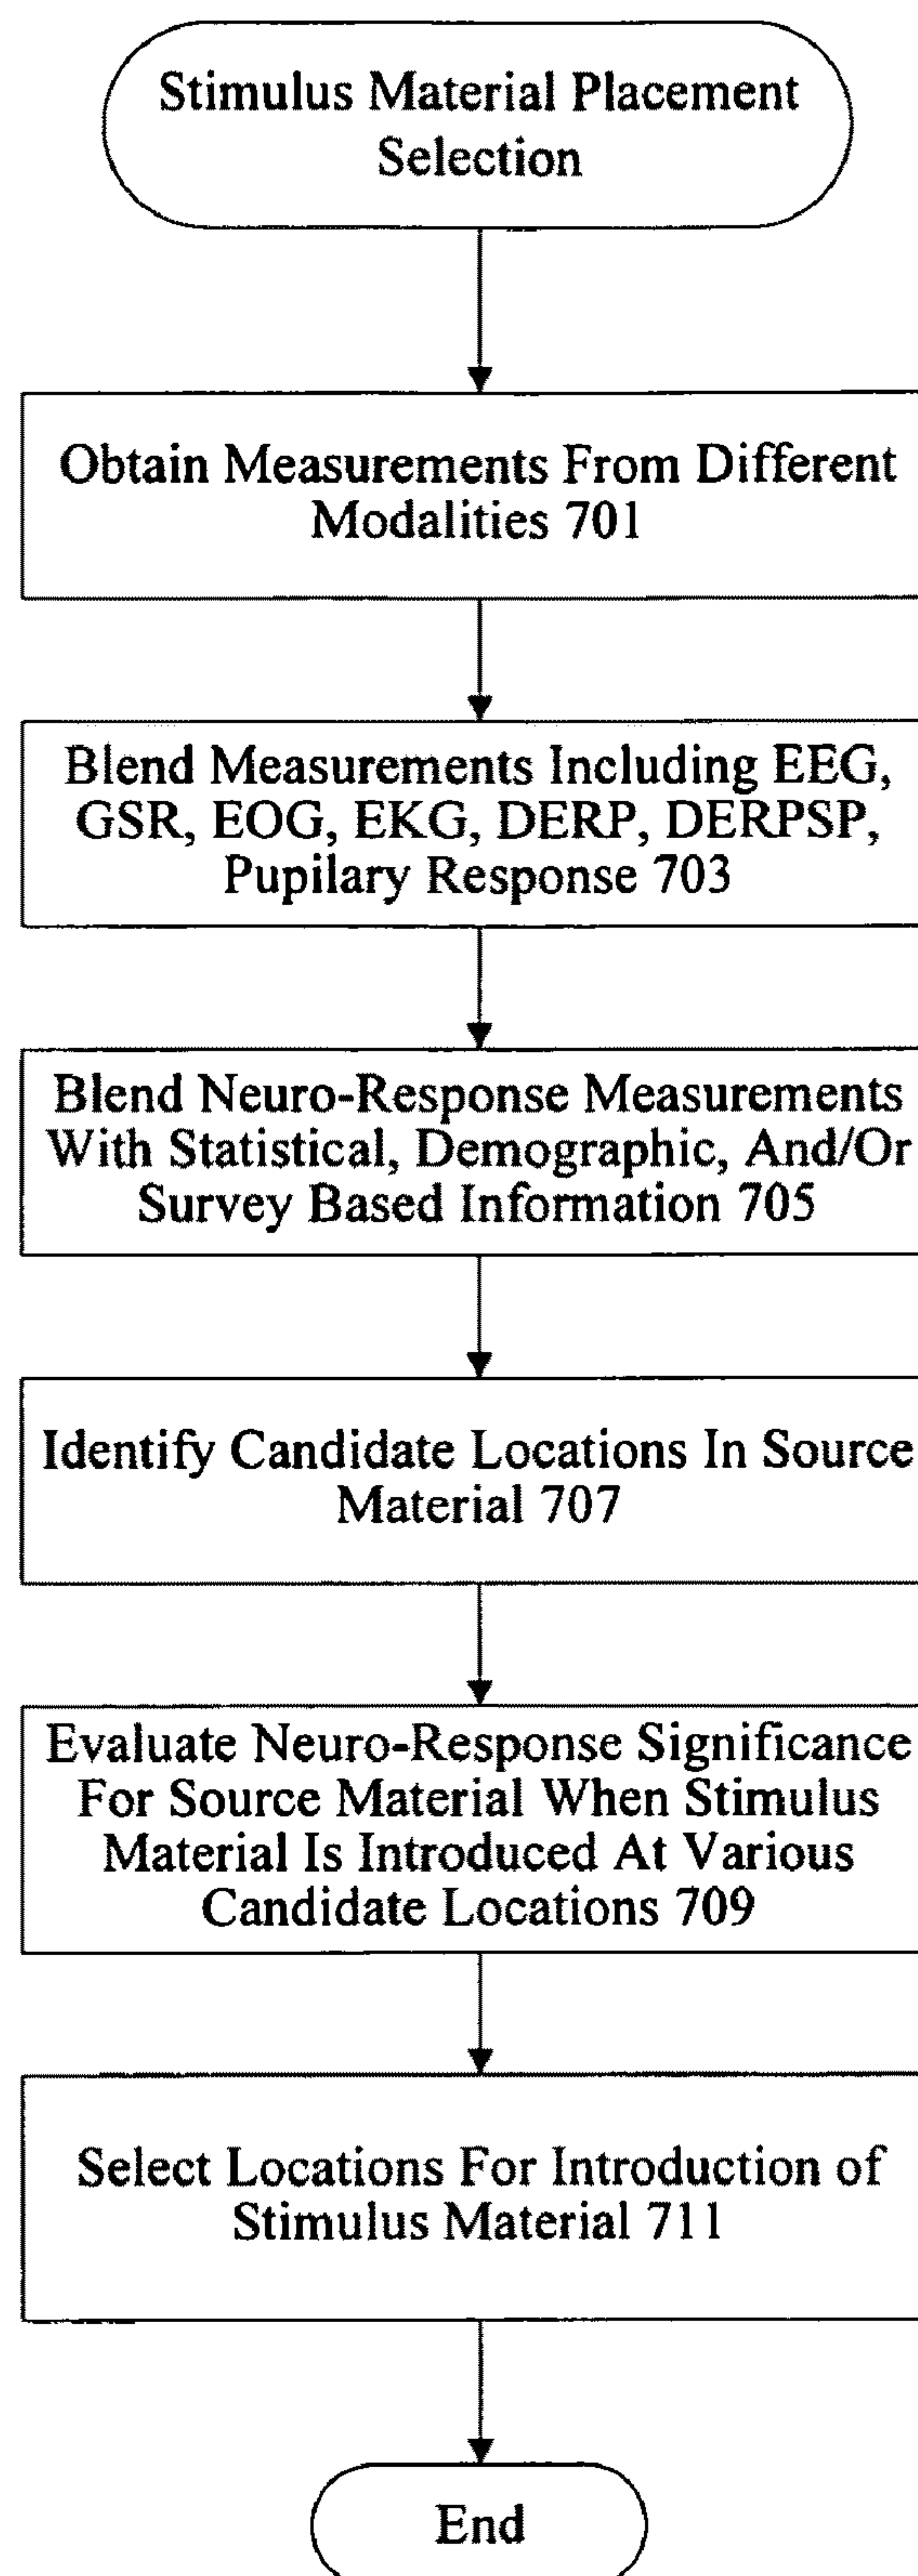 Stimulus Material Placement
Selection
Obtain Measurements From Different
Modalities 701
Blend Measurements Including EEG,
GSR, EOG, EKG, DERP, DERPSP,
Pupilary Response 703
Blend Neuro-Response Measurements
With Statistical, Demographic, And/Or
Survey Based Information 705
Identify Candidate Locations In Source
Material 707
Evaluate Neuro-Response Significance
For Source Material When Stimulus
Material Is Introduced At Various
Candidate Locations 709
Select Locations For Introduction of
Stimulus Material 711
End